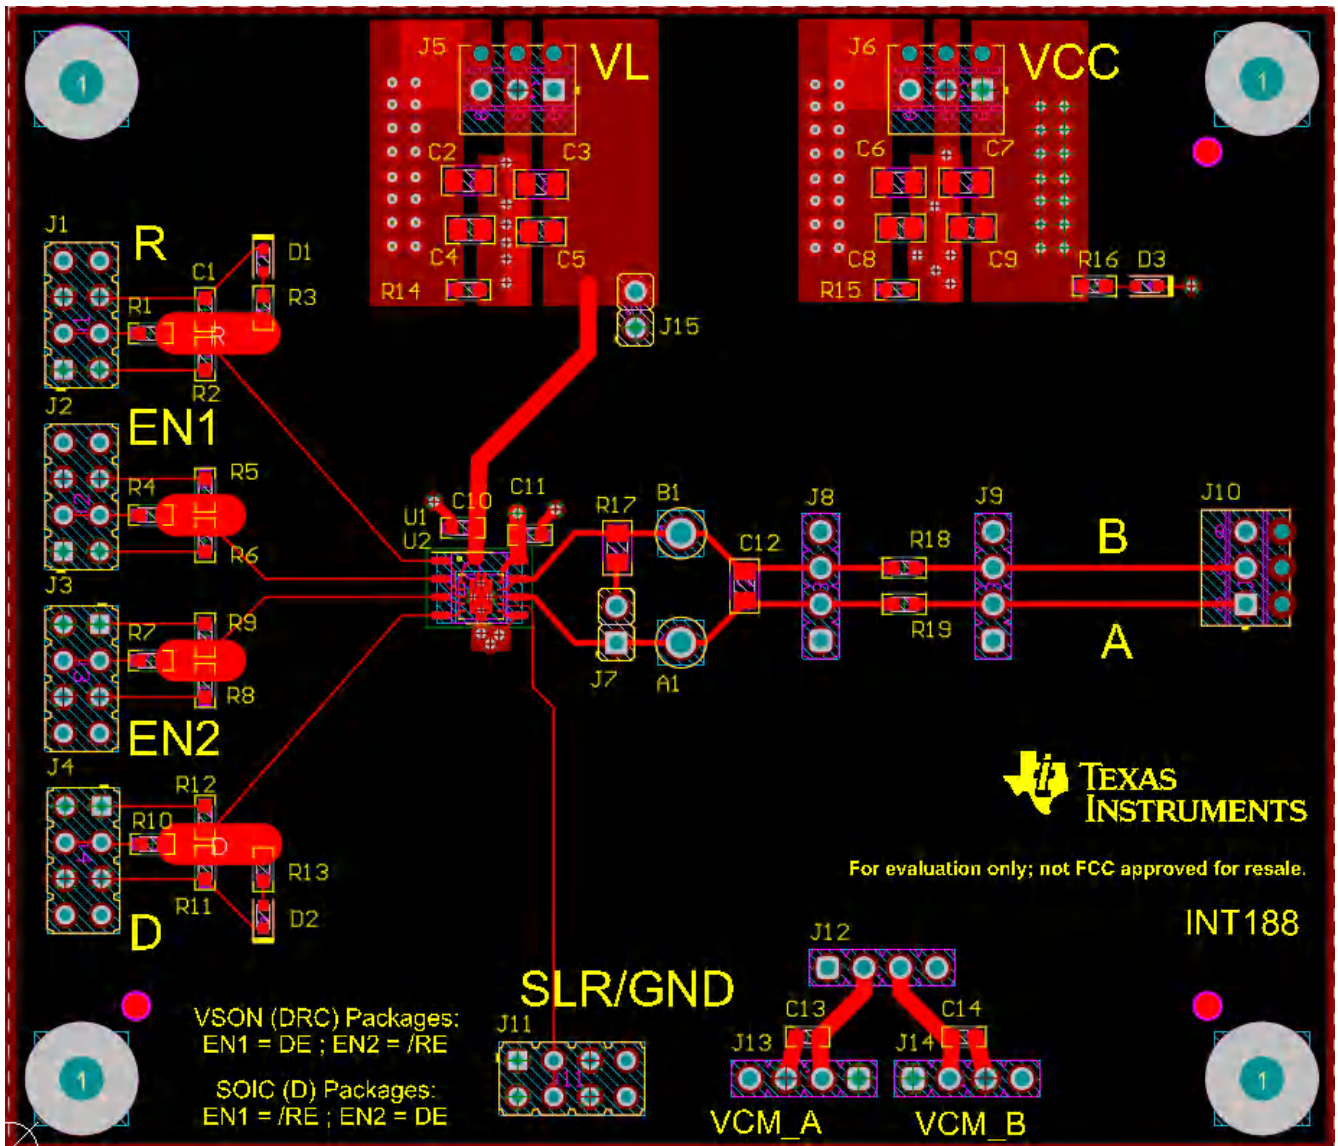 1
J5
VL
J6
VCC
1
C2
C3
C6
C7
J1
R
C4
C5
C8
C9
D1
C1
R14
R15
R16
D3
R1
R3
R
J15
R2
J2
EN1
R5
R4
C10
C11
R17
B1
J8
J9
J10
U1
U2
R6
C12
R18
B
J3
R7
R9
R19
A
R8
J7
A1
EN2
J4
R12
TEXAS
INSTRUMENTS
R10
D
R13
For evaluation only; not FCC approved for resale.
R11
D2
D
INT188
J12
SLR/GND
VSON (DRC) Packages:
EN1 = DE ; EN2 = /RE
J11
C13
C14
J13
J14
SOIC (D) Packages:
EN1 = /RE ; EN2 = DE
1
1
VCM_A
VCM_B